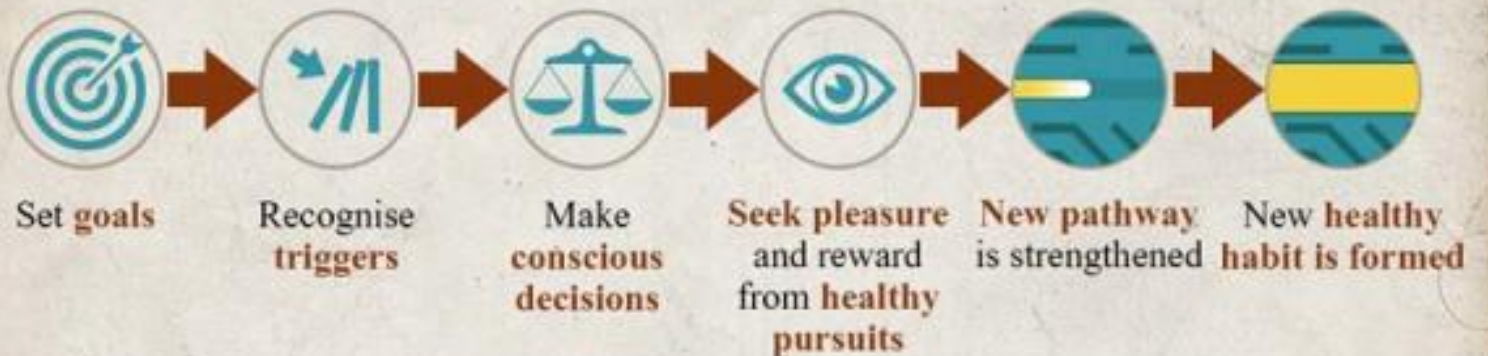 Set goals
Recognise
triggers
Make
conscious
decisions
Seek pleasure
and reward
from healthy
pursuits
New pathway
is strengthened
New healthy
habit is formed